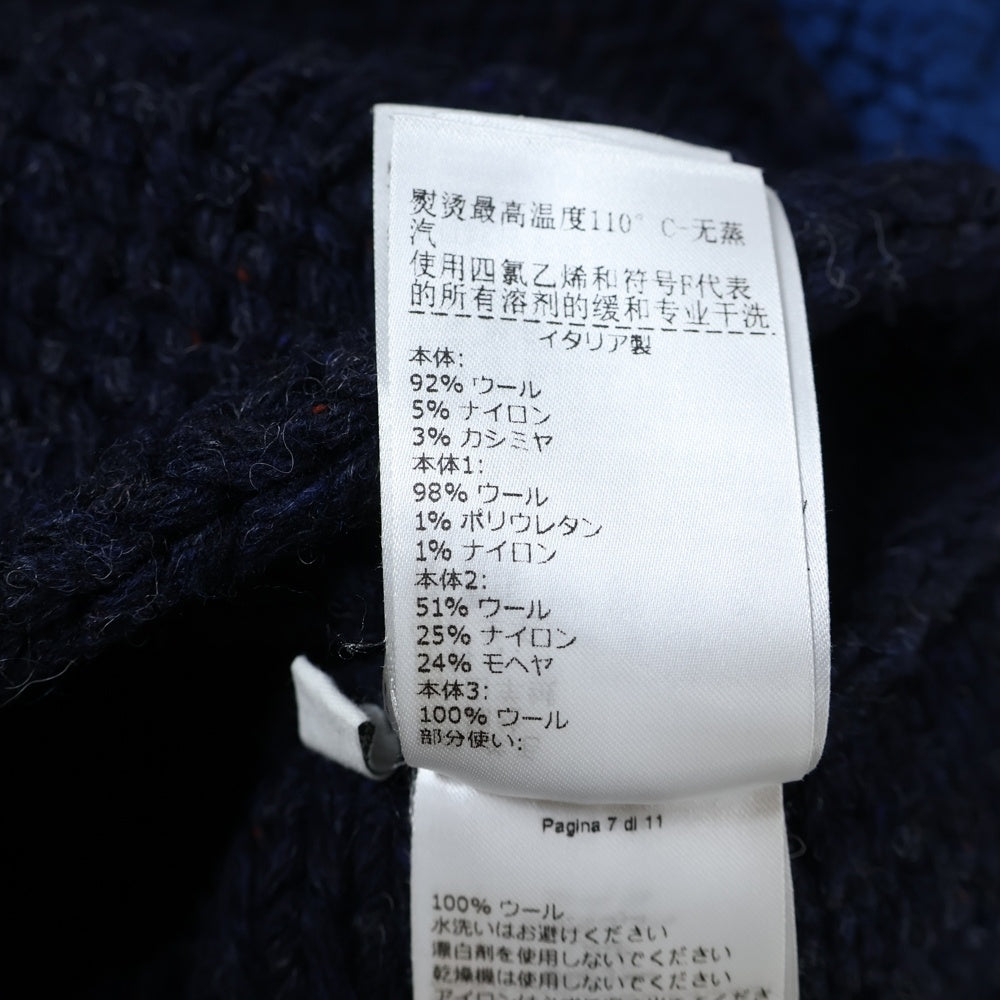 熨烫最高温度110° C-无蒸
汽
使用四氯乙烯和符号F代表
的所有溶剂的缓和专业干洗
イタリア製
本体:
92% ウール
5% ナイロン
3% カシミヤ
本体1:
98% ウール
1% ポリウレタン
1% ナイロン
本体2:
51% ウール
25% ナイロン
24% モヘヤ
本体3:
100% ウール
部分使い:
Pagina 7 di 11
100% ウール
水洗いはお避けください
漂白剤を使用しないでください
乾燥機は使用しないでください